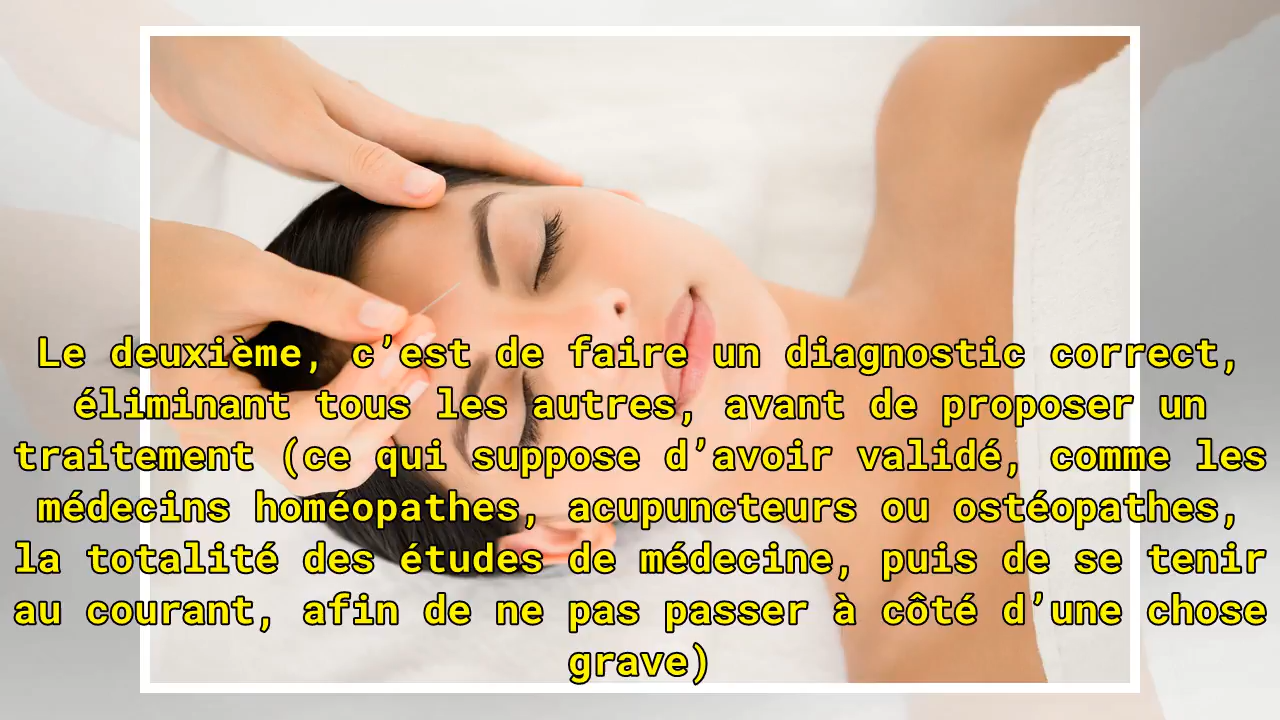 Le deuxième, c’est de faire un diagnostic correct,
éliminant tous les autres, avant de proposer un
traitement (ce qui suppose d’avoir validé, comme les
médecins homéopathes, acupuncteurs ou ostéopathes,
la totalité des études de médecine, puis de se tenir
au courant, afin de ne pas passer à côté d’une chose
grave)